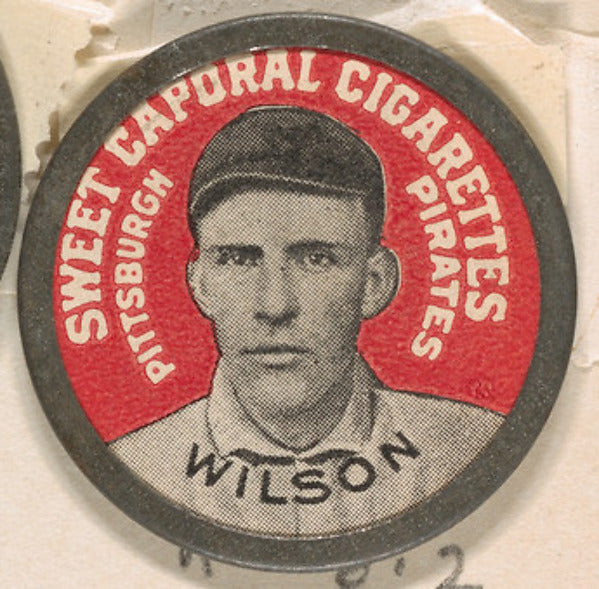 SWEET CAPORAL CIGARETTES
PITTSBURGH
PIRATES
WILSON